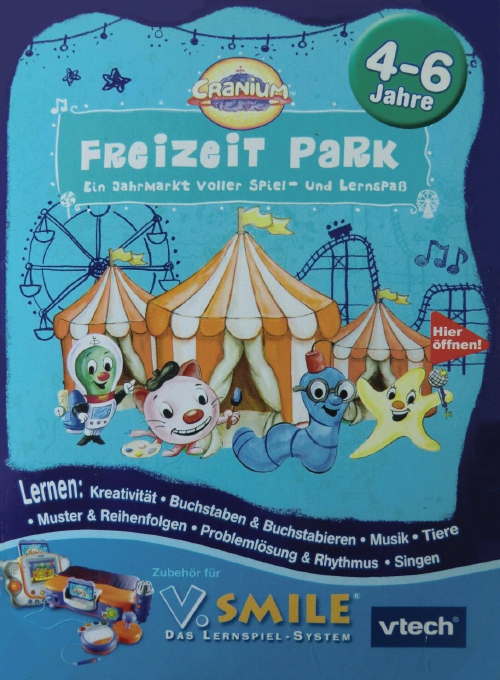 CRANIUM
4-6
Jahre
FREIZEIT PARK
Ein Jahrmarkt voller Spiel- und Lernspaß
Hier
öffnen!
Lernen: Kreativität • Buchstaben & Buchstabieren • Musik • Tiere
• Muster & Reihenfolgen • Problemlösung & Rhythmus • Singen
Zubehör für
V.SMILE®
DAS LERNSPIEL-SYSTEM
vtech®